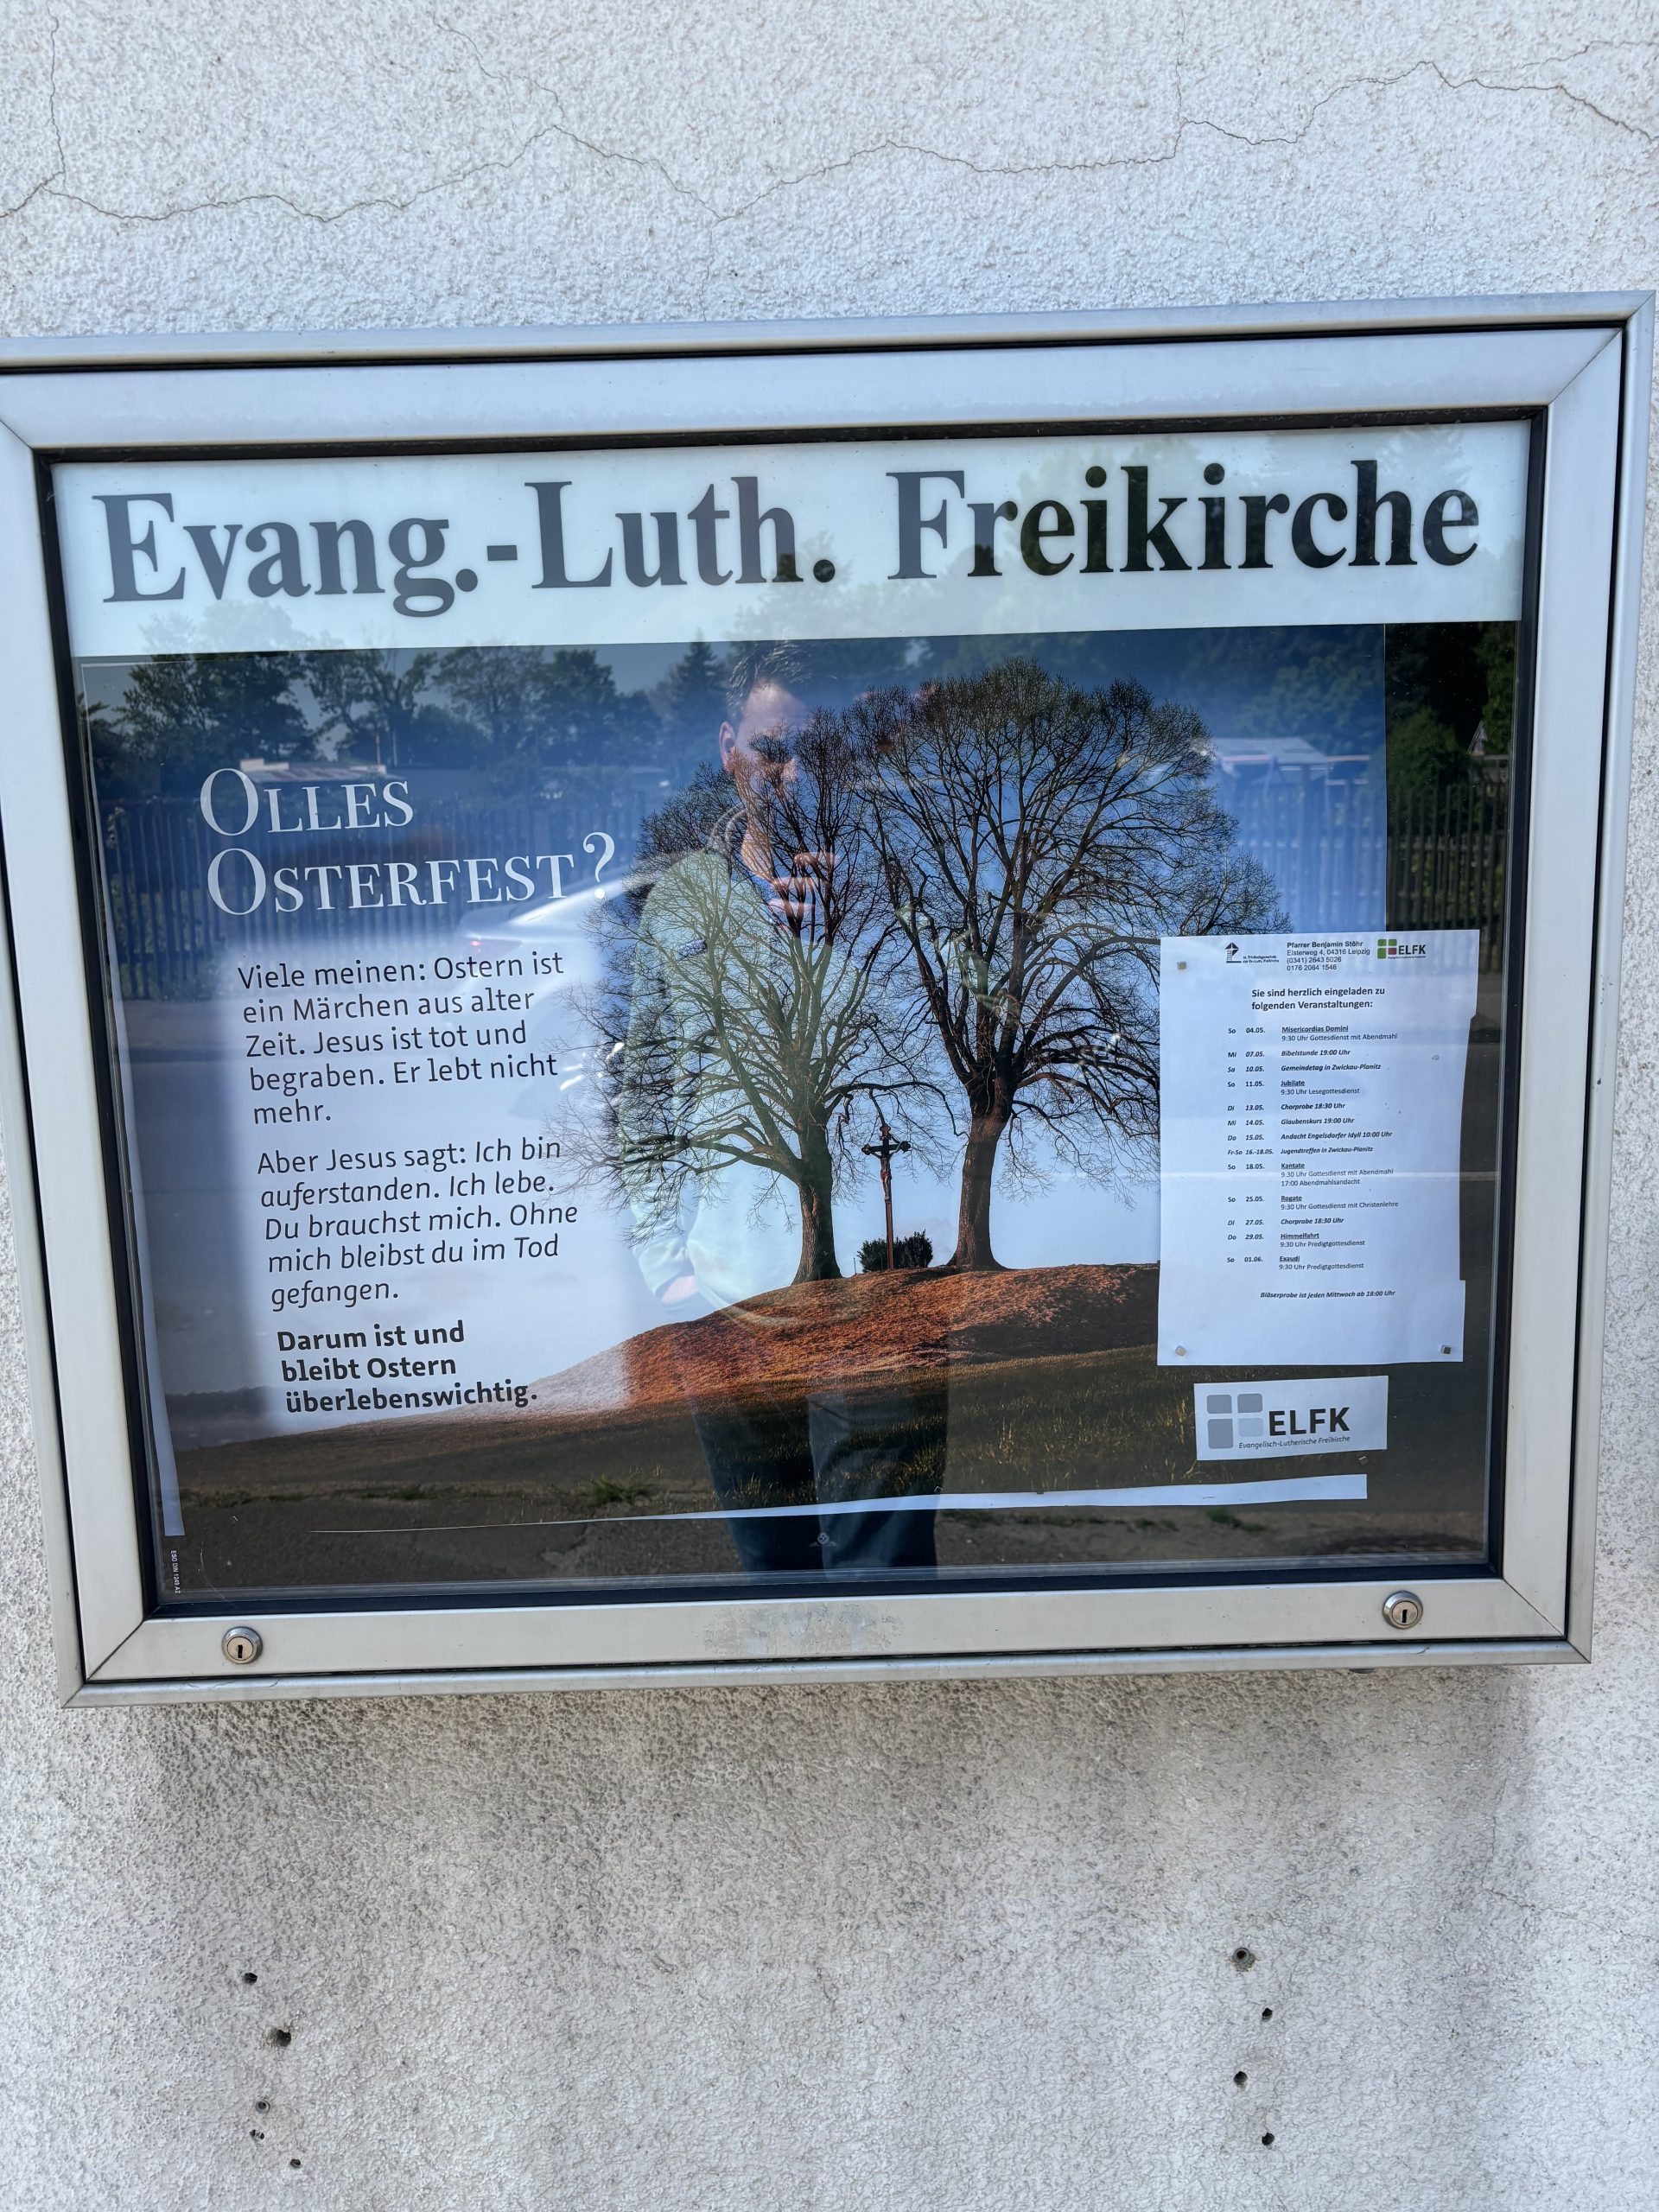 Evang.-Luth. Freikirche
OLLES
OSTERFEST?
Viele meinen: Ostern ist
ein Märchen aus alter
Zeit. Jesus ist tot und
begraben. Er lebt nicht
mehr.
Aber Jesus sagt: Ich bin
auferstanden. Ich lebe.
Du brauchst mich. Ohne
mich bleibst du im Tod
gefangen.
Darum ist und
bleibt Ostern
überlebenswichtig.
Pfarrer Benjamin Stöhr
Elsterweg 4, 04316 Leipzig
(0341) 2643 5026
0176 2064 1546
ELFK
Sie sind herzlich eingeladen zu
folgenden Veranstaltungen:
So 04.05. Misericordias Domini
9:30 Uhr Gottesdienst mit Abendmahl
Mi 07.05. Bibelstunde 19:00 Uhr
Sa 10.05. Gemeindetag in Zwickau-Planitz
So 11.05. Jubilate
9:30 Uhr Lesegottesdienst
Di 13.05. Chorprobe 18:30 Uhr
Mi 14.05. Glaubenskurs 19:00 Uhr
Do 15.05. Andacht Engelsdorfer Idyll 10:00 Uhr
Fr-So 16.-18.05. Jugendtreffen in Zwickau-Planitz
So 18.05. Kantate
9:30 Uhr Gottesdienst mit Abendmahl
17:00 Abendmahlsandacht
So 25.05. Rogate
9:30 Uhr Gottesdienst mit Christenlehre
Di 27.05. Chorprobe 18:30 Uhr
Do 29.05. Himmelfahrt
9:30 Uhr Predigtgottesdienst
So 01.06. Exaudi
9:30 Uhr Predigtgottesdienst
Bläserprobe ist jeden Mittwoch ab 18:00 Uhr
ELFK
Evangelisch-Lutherische Freikirche